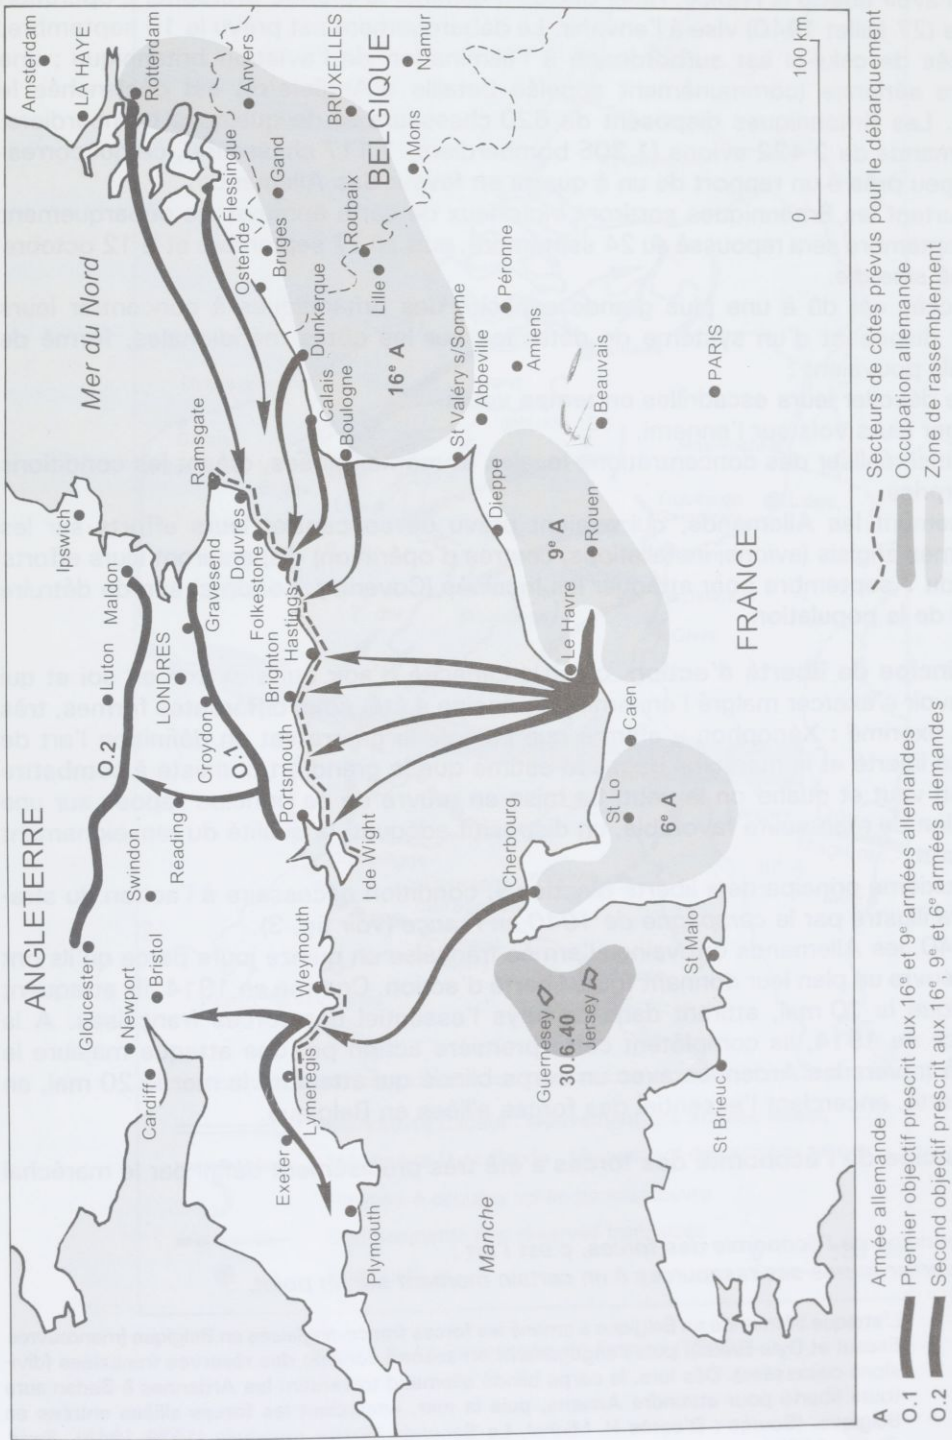 ANGLETERRE
Gloucester
Newport
Cardiff
Bristol
Swindon
Reading
O.2
Luton
Maldon
Ipswich
LONDRES
Croydon
O.1
Gravesend
Ramsgate
Douvres
Folkestone
Hastings
Brighton
Portsmouth
I de Wight
Weymouth
Lymeregis
Exeter
Plymouth
Manche
Mer du Nord
Amsterdam
LA HAYE
Rotterdam
Flessingue
Anvers
Ostende
Bruges
Gand
BRUXELLES
BELGIQUE
Dunkerque
Calais
Boulogne
Roubaix
Lille
Mons
Namur
16e A
St Valéry s/Somme
Abbeville
Amiens
Péronne
Dieppe
Beauvais
Rouen
9e A
Le Havre
PARIS
FRANCE
Caen
St Lô
6e A
Cherbourg
Guernesey
30.6.40
Jersey
St Malo
St Brieuc
0 100 Km
A Armée allemande
O.1 Premier objectif prescrit aux 16e et 9e armées allemandes
O.2 Second objectif prescrit aux 16e, 9e et 6e armées allemandes
Secteurs de côtes prévus pour le débarquement
Occupation allemande
Zone de rassemblement